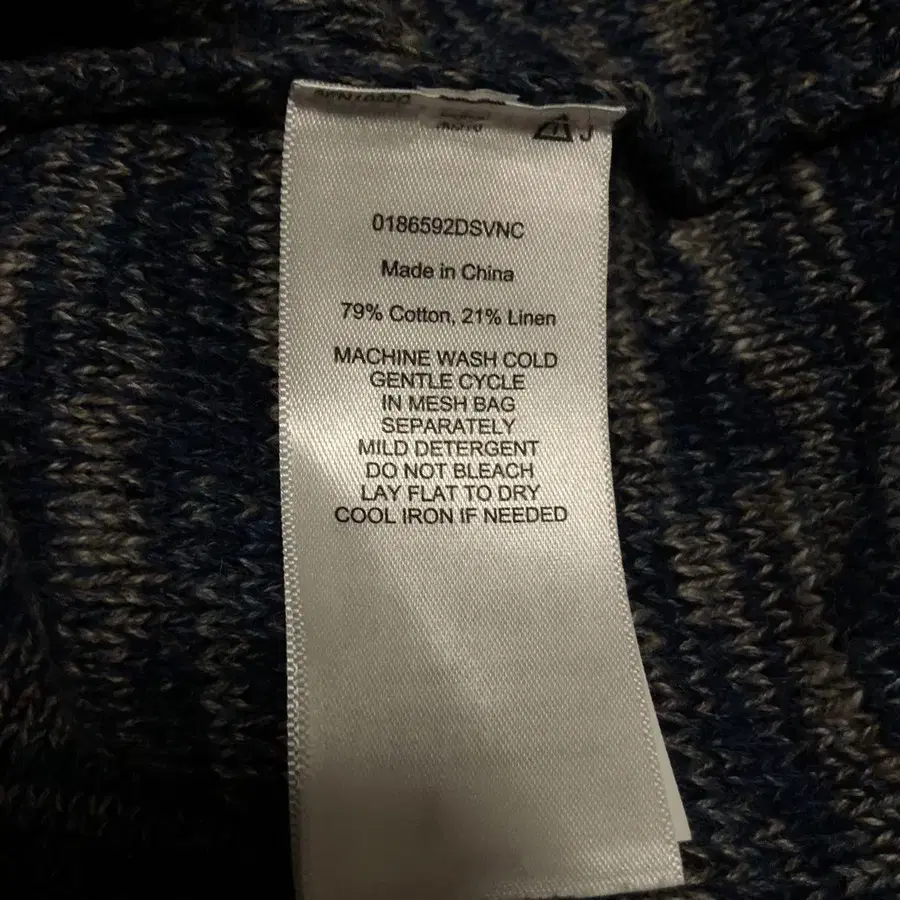 0186592DSVNC
Made in China
79% Cotton, 21% Linen
MACHINE WASH COLD
GENTLE CYCLE
IN MESH BAG
SEPARATELY
MILD DETERGENT
DO NOT BLEACH
LAY FLAT TO DRY
COOL IRON IF NEEDED